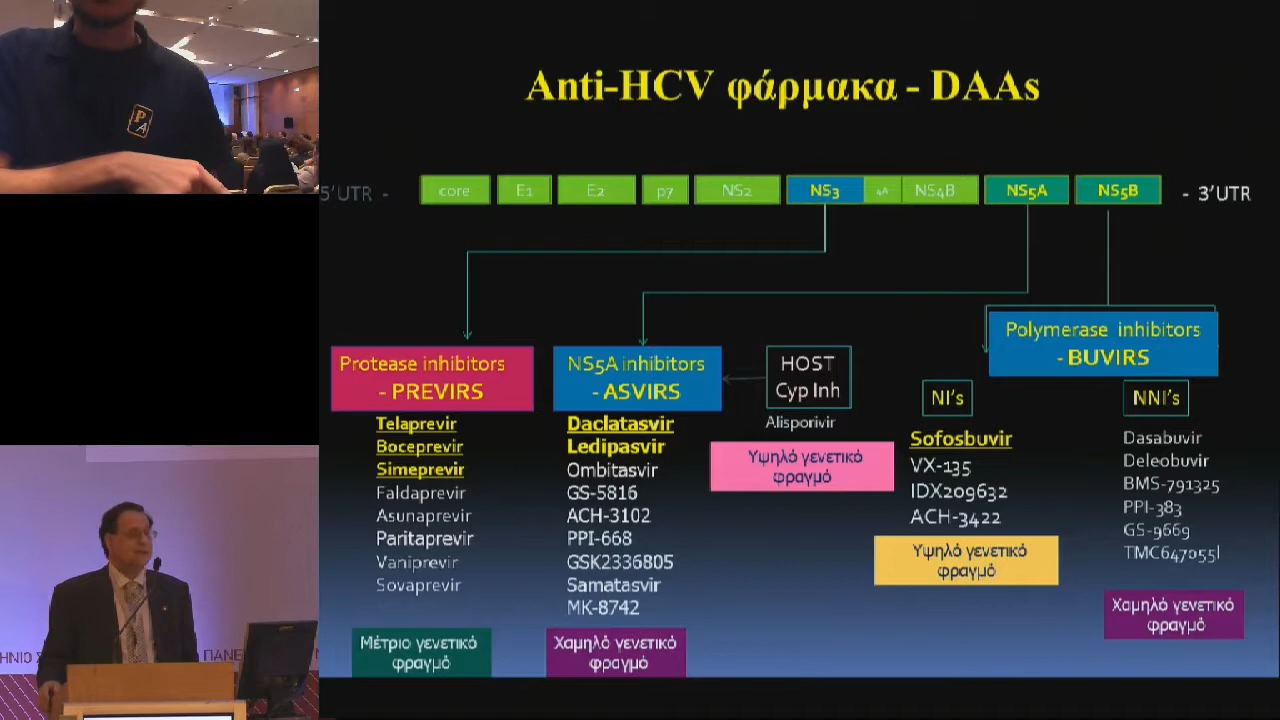 Anti-HCV φάρμακα - DAAs
5'UTR -
core
E1
E2
p7
NS2
NS3
4A
NS4B
NS5A
NS5B
- 3'UTR
Polymerase inhibitors
- BUVIRS
Protease inhibitors
- PREVIRS
NS5A inhibitors
- ASVIRS
HOST
Cyp Inh
NI's
NNI's
Telaprevir
Boceprevir
Simeprevir
Faldaprevir
Asunaprevir
Paritaprevir
Vaniprevir
Sovaprevir
Μέτριο γενετικό
φραγμό
Daclatasvir
Ledipasvir
Ombitasvir
GS-5816
ACH-3102
PPI-668
GSK2336805
Samatasvir
MK-8742
Χαμηλό γενετικό
φραγμό
Alisporivir
Υψηλό γενετικό
φραγμό
Sofosbuvir
VX-135
IDX209632
ACH-3422
Υψηλό γενετικό
φραγμό
Dasabuvir
Deleobuvir
BMS-791325
PPI-383
GS-9669
TMC647055l
Χαμηλό γενετικό
φραγμό
P
A
ΗΝΙΟ Σ
ΠΑΝΕ